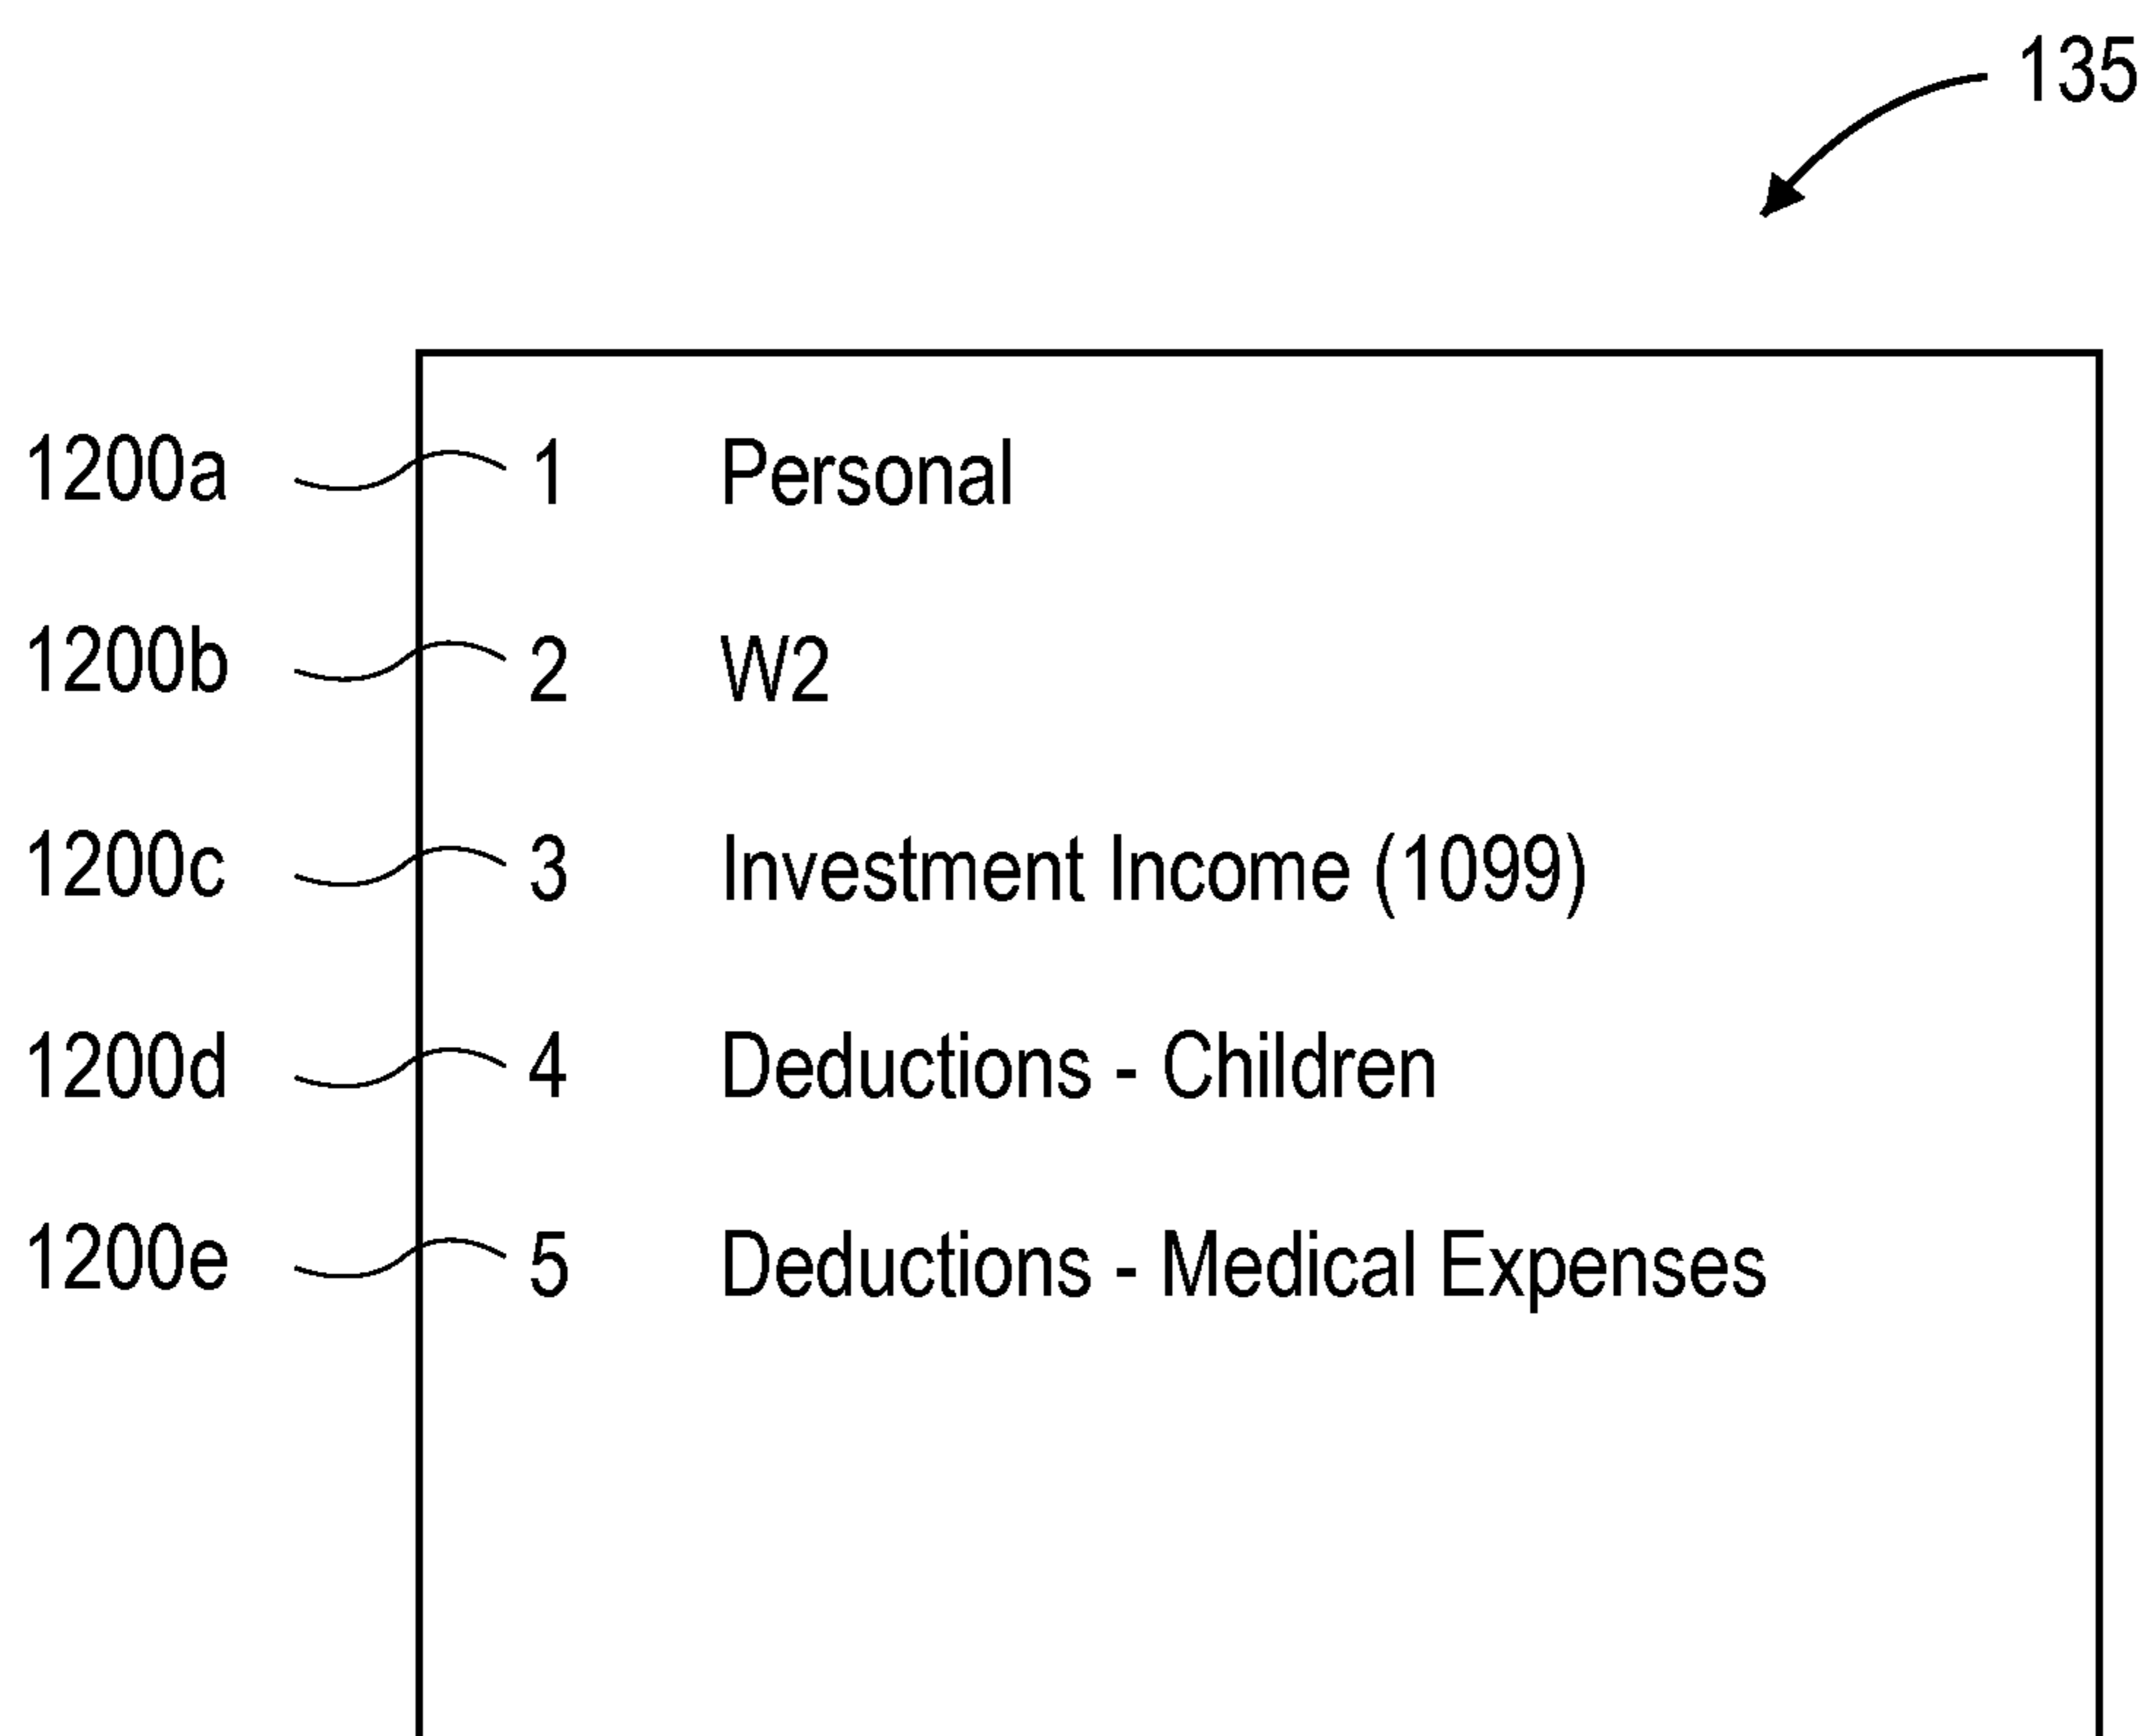 135
1200a 1 Personal
1200b 2 W2
1200c 3 Investment Income (1099)
1200d 4 Deductions - Children
1200e 5 Deductions - Medical Expenses